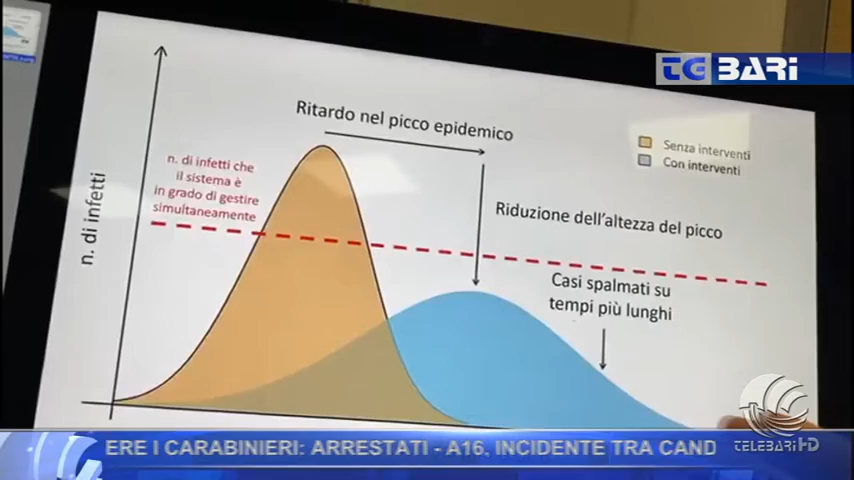 TG BARI
Ritardo nel picco epidemico
Senza interventi
Con interventi
n. di infetti che
il sistema è
in grado di gestire
simultaneamente
n. di infetti
Riduzione dell'altezza del picco
Casi spalmati su
tempi più lunghi
TELEBARI HD
ERE I CARABINIERI: ARRESTATI - A16, INCIDENTE TRA CAND